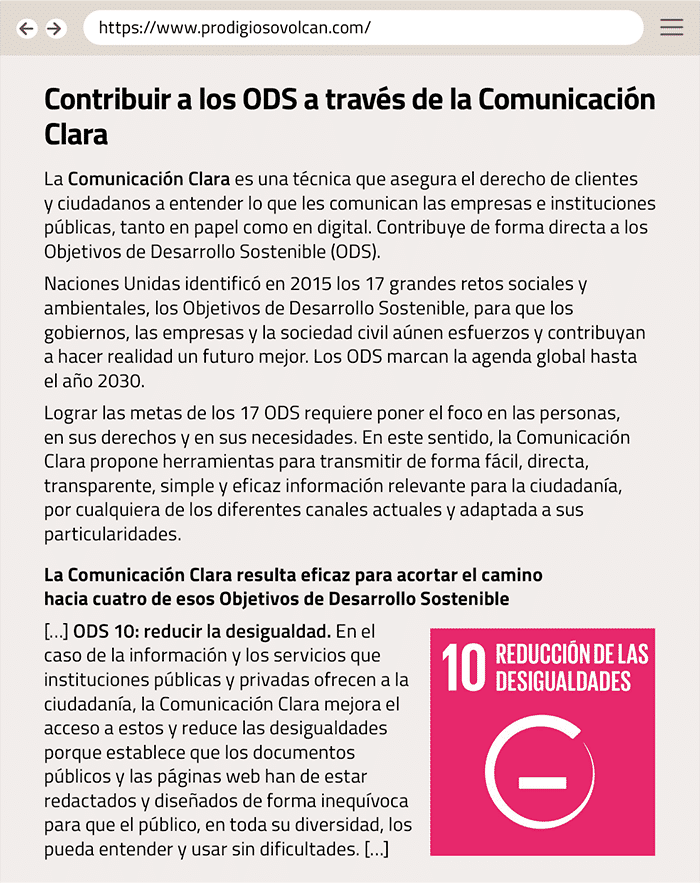 https://www.prodigiosovolcan.com/
Contribuir a los ODS a través de la Comunicación
Clara
La Comunicación Clara es una técnica que asegura el derecho de clientes
y ciudadanos a entender lo que les comunican las empresas e instituciones
públicas, tanto en papel como en digital. Contribuye de forma directa a los
Objetivos de Desarrollo Sostenible (ODS).
Naciones Unidas identificó en 2015 los 17 grandes retos sociales y
ambientales, los Objetivos de Desarrollo Sostenible, para que los
gobiernos, las empresas y la sociedad civil aúnen esfuerzos y contribuyan
a hacer realidad un futuro mejor. Los ODS marcan la agenda global hasta
el año 2030.
Lograr las metas de los 17 ODS requiere poner el foco en las personas,
en sus derechos y en sus necesidades. En este sentido, la Comunicación
Clara propone herramientas para transmitir de forma fácil, directa,
transparente, simple y eficaz información relevante para la ciudadanía,
por cualquiera de los diferentes canales actuales y adaptada a sus
particularidades.
La Comunicación Clara resulta eficaz para acortar el camino
hacia cuatro de esos Objetivos de Desarrollo Sostenible
[...] ODS 10: reducir la desigualdad. En el
caso de la información y los servicios que
instituciones públicas y privadas ofrecen a la
ciudadanía, la Comunicación Clara mejora el
acceso a estos y reduce las desigualdades
porque establece que los documentos
públicos y las páginas web han de estar
redactados y diseñados de forma inequívoca
para que el público, en toda su diversidad, los
pueda entender y usar sin dificultades. [...]
10 REDUCCIÓN DE LAS
DESIGUALDADES